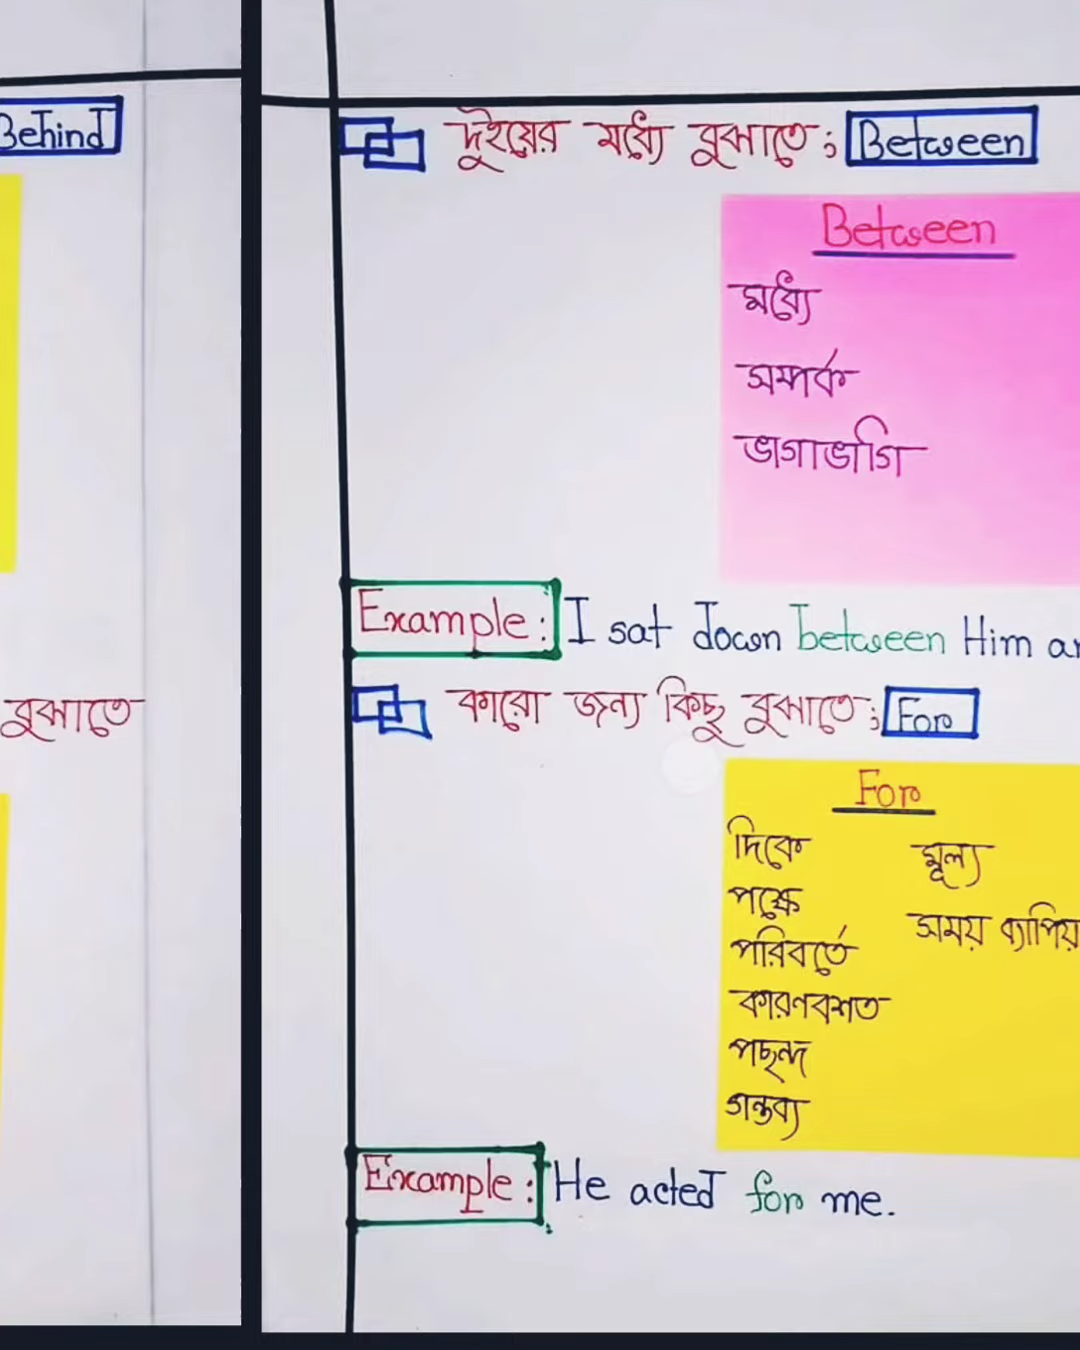 Behind
বুঝাতে
দুইয়ের মধ্যে বুঝাতে; Between
Between
মধ্যে
সম্পর্ক
ভাগাভাগি
Example: I sat down between Him
কারো জন্য কিছু বুঝাতে; For
For
দিকে মূল্য
পক্ষে সময়
পরিবর্তে
কারণবশত
পছন্দ
গন্তব্য
Example: He acted for me.